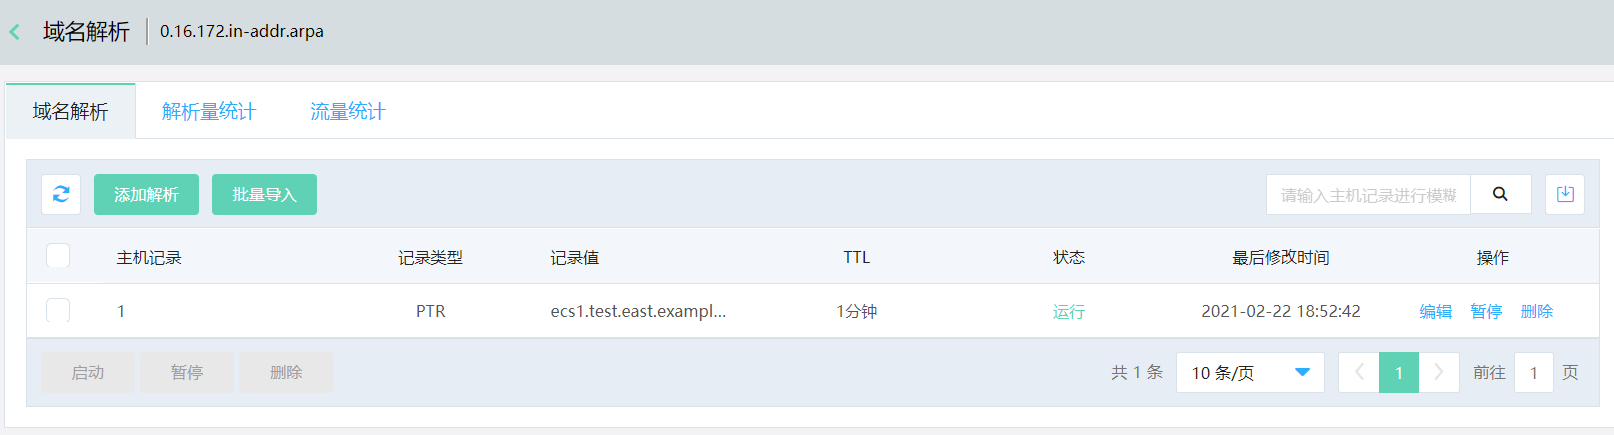 域名解析 0.16.172.in-addr.arpa
域名解析 解析量统计 流量统计
添加解析 批量导入 请输入主机记录进行模糊
主机记录 记录类型 记录值 TTL 状态 最后修改时间 操作
1 PTR ecs1.test.east.exampl... 1分钟 运行 2021-02-22 18:52:42 编辑 暂停 删除
启动 暂停 删除 共 1 条 10 条/页 1 前往 1 页